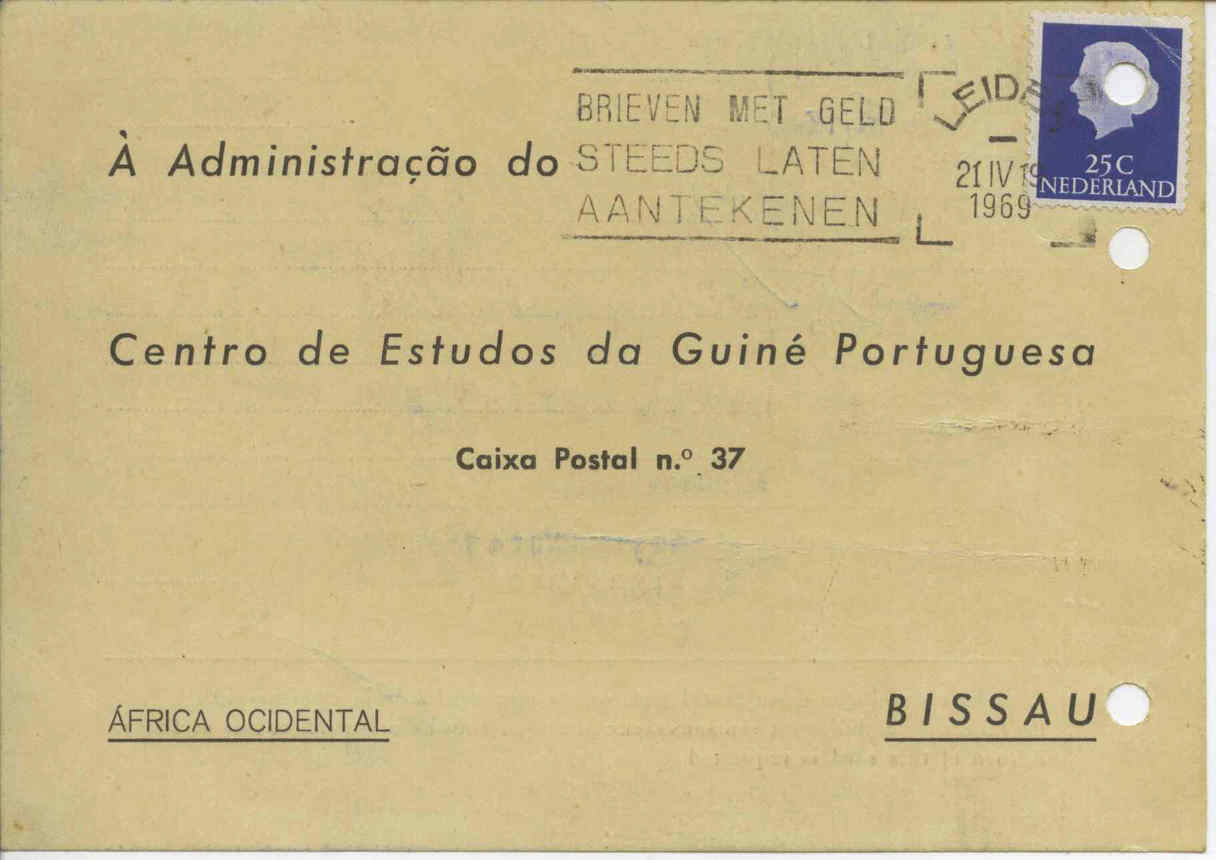 BRIEVEN MET GELD
STEEDS LATEN
AANTEKENEN
21 IV 19
1969
25C
NEDERLAND
À Administração do
Centro de Estudos da Guiné Portuguesa
Caixa Postal n.º 37
ÁFRICA OCIDENTAL
BISSAU